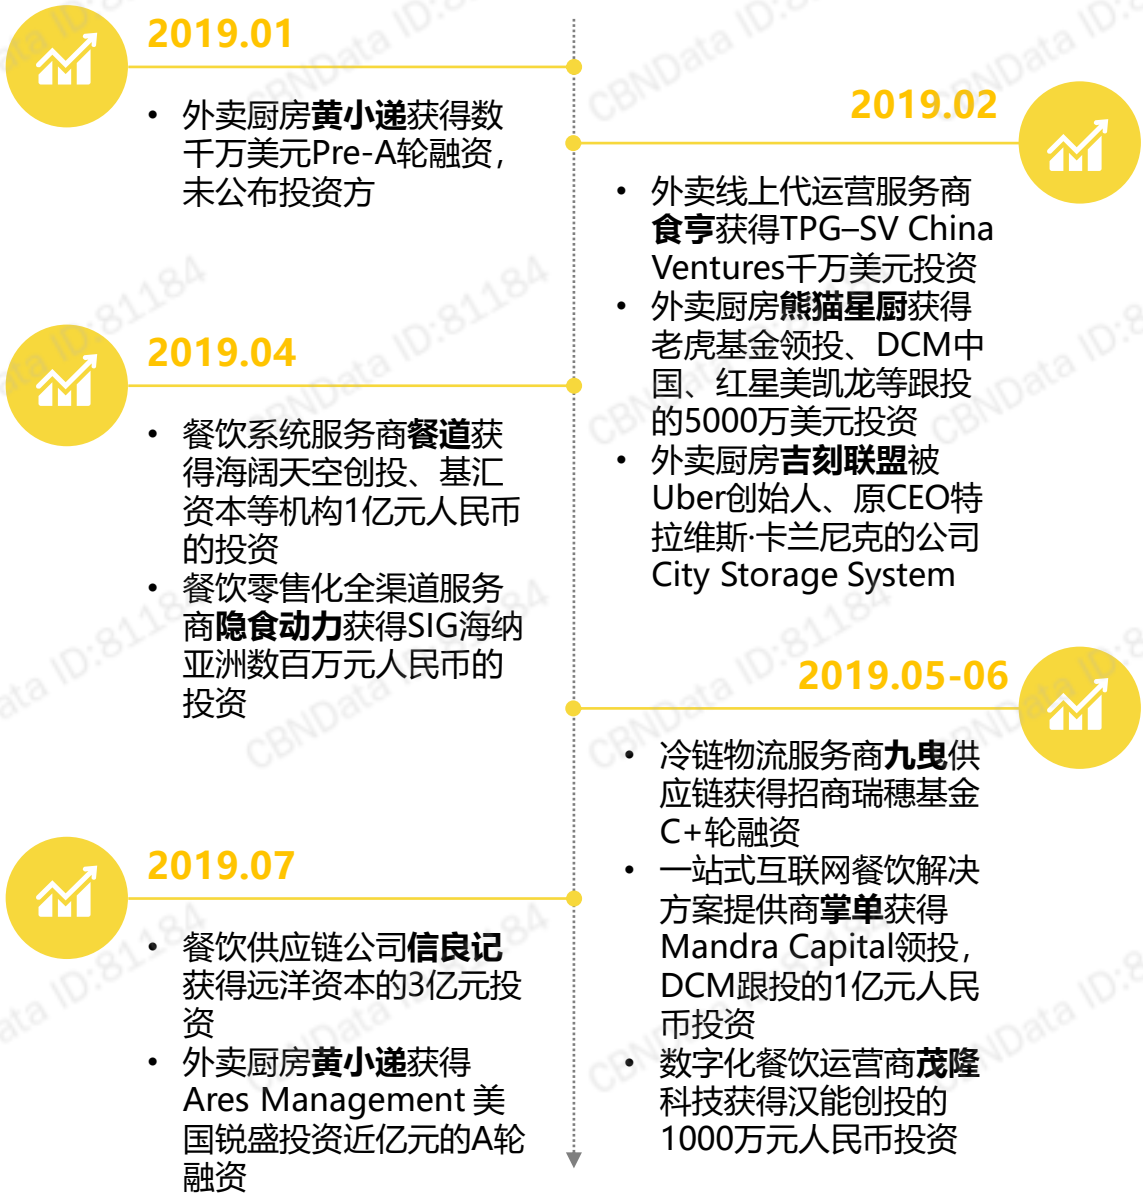 2019.01
• 外卖厨房黄小递获得数
千万美元Pre-A轮融资，
未公布投资方
2019.02
• 外卖线上代运营服务商
食亨获得TPG–SV China
Ventures千万美元投资
• 外卖厨房熊猫星厨获得
老虎基金领投、DCM中
国、红星美凯龙等跟投
的5000万美元投资
• 外卖厨房吉刻联盟被
Uber创始人、原CEO特
拉维斯·卡兰尼克的公司
City Storage System
2019.04
• 餐饮系统服务商餐道获
得海阔天空创投、基汇
资本等机构1亿元人民币
的投资
• 餐饮零售化全渠道服务
商隐食动力获得SIG海纳
亚洲数百万元人民币的
投资
2019.05-06
• 冷链物流服务商九曳供
应链获得招商瑞穗基金
C+轮融资
• 一站式互联网餐饮解决
方案提供商掌单获得
Mandra Capital领投，
DCM跟投的1亿元人民
币投资
• 数字化餐饮运营商茂隆
科技获得汉能创投的
1000万元人民币投资
2019.07
• 餐饮供应链公司信良记
获得远洋资本的3亿元投
资
• 外卖厨房黄小递获得
Ares Management 美
国锐盛投资近亿元的A轮
融资
CBNData ID:81184